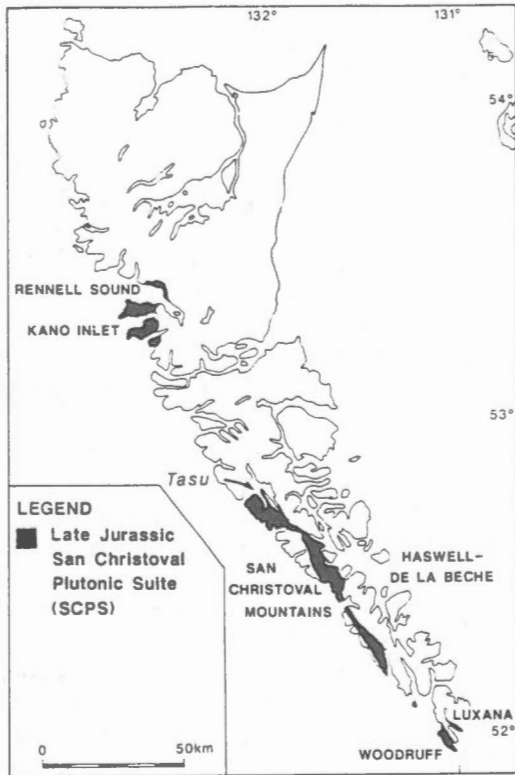 132°
131°
54°
RENNELL SOUND
KANO INLET
53°
Tasu
LEGEND
Late Jurassic
San Christoval
Plutonic Suite
(SCPS)
SAN
CHRISTOVAL
MOUNTAINS
HASWELL-
DE LA BECHE
LUXANA
52°
WOODRUFF
0 50km